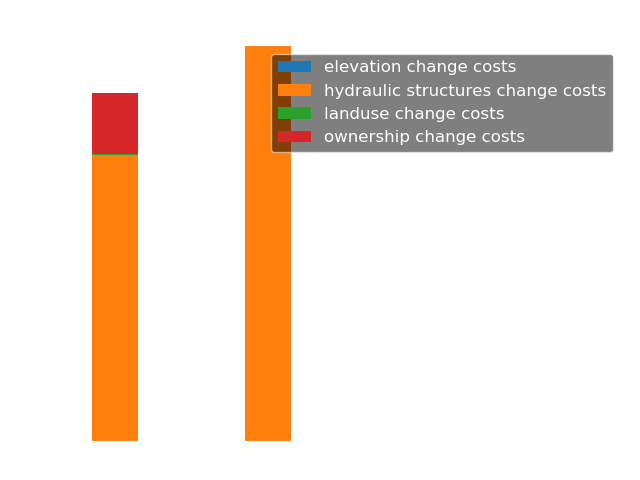 elevation change costs
hydraulic structures change costs
landuse change costs
ownership change costs